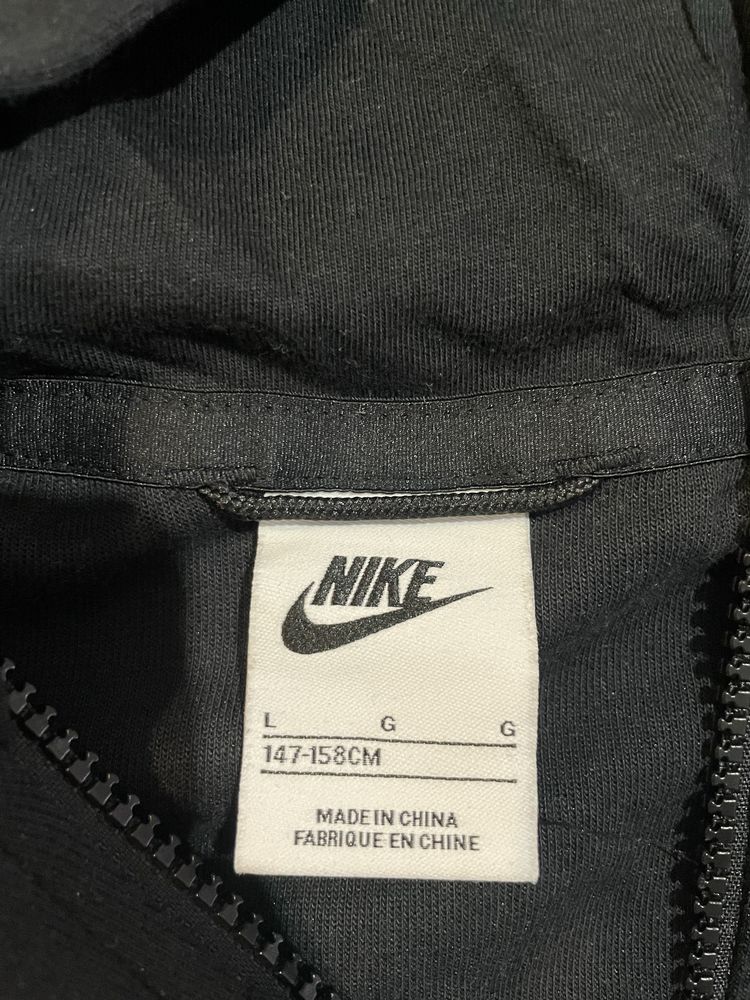 NIKE
L G G
147-158CM
MADE IN CHINA
FABRIQUE EN CHINE